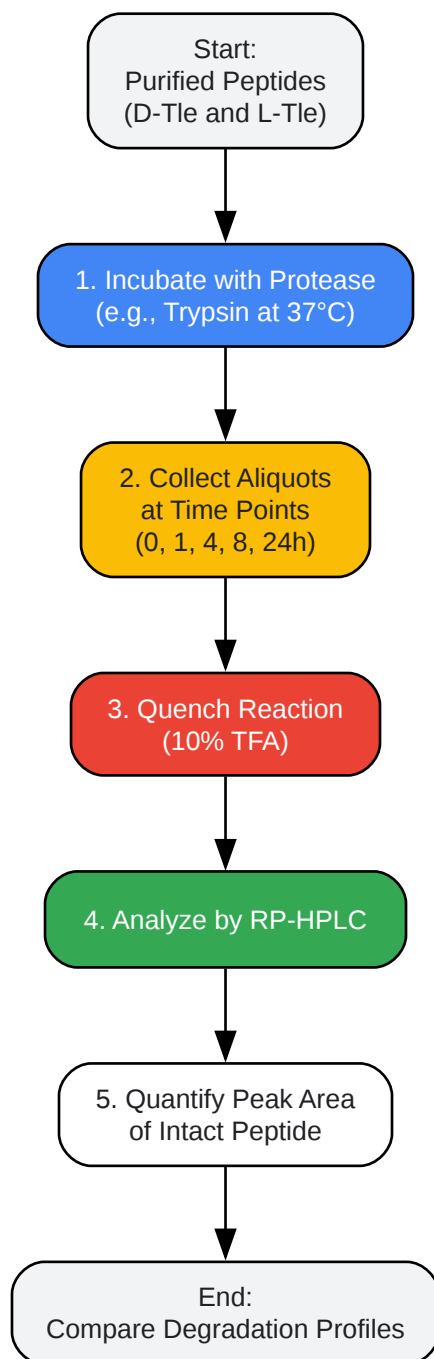 Start:
Purified Peptides
(D-Tle and L-Tle)
1. Incubate with Protease
(e.g., Trypsin at 37°C)
2. Collect Aliquots
at Time Points
(0, 1, 4, 8, 24h)
3. Quench Reaction
(10% TFA)
4. Analyze by RP-HPLC
5. Quantify Peak Area
of Intact Peptide
End:
Compare Degradation Profiles